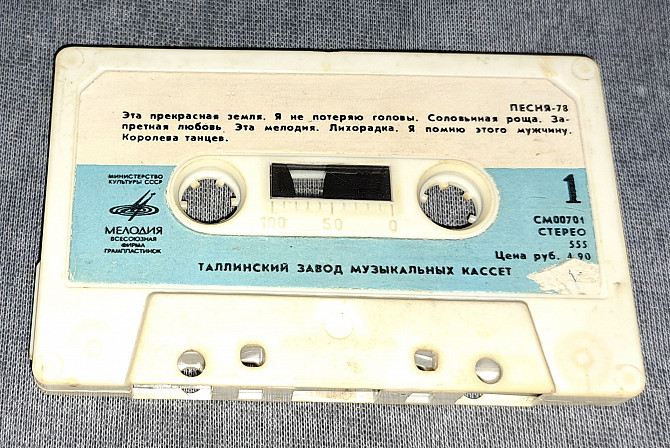 ПЕСНЯ-78
Эта прекрасная земля. Я не потеряю головы. Соловьиная роща. За-
претная любовь. Эта мелодия. Лихорадка. Я помню этого мужчину.
Королева танцев.
МИНИСТЕРСТВО
КУЛЬТУРЫ СССР
МЕЛОДИЯ
ВСЕСОЮЗНАЯ
ФИРМА
ГРАМПЛАСТИНОК
100 50 0
1
СМ00701
СТЕРЕО
555
Цена руб. 4.90
ТАЛЛИНСКИЙ ЗАВОД МУЗЫКАЛЬНЫХ КАССЕТ